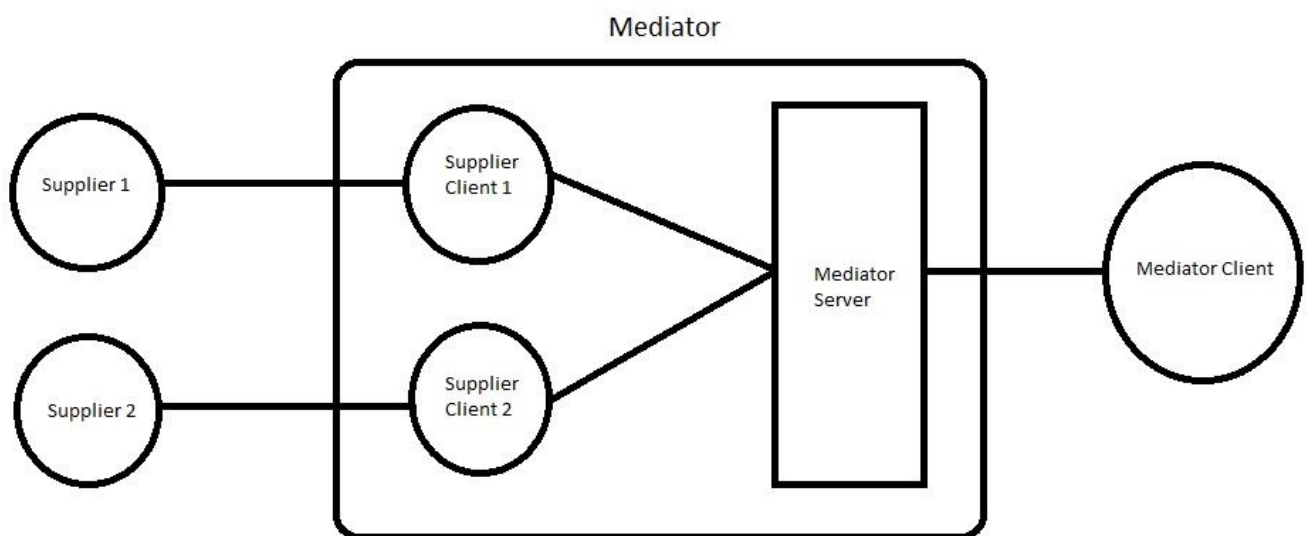 Mediator
Supplier 1
Supplier
Client 1
Mediator
Server
Mediator Client
Supplier 2
Supplier
Client 2